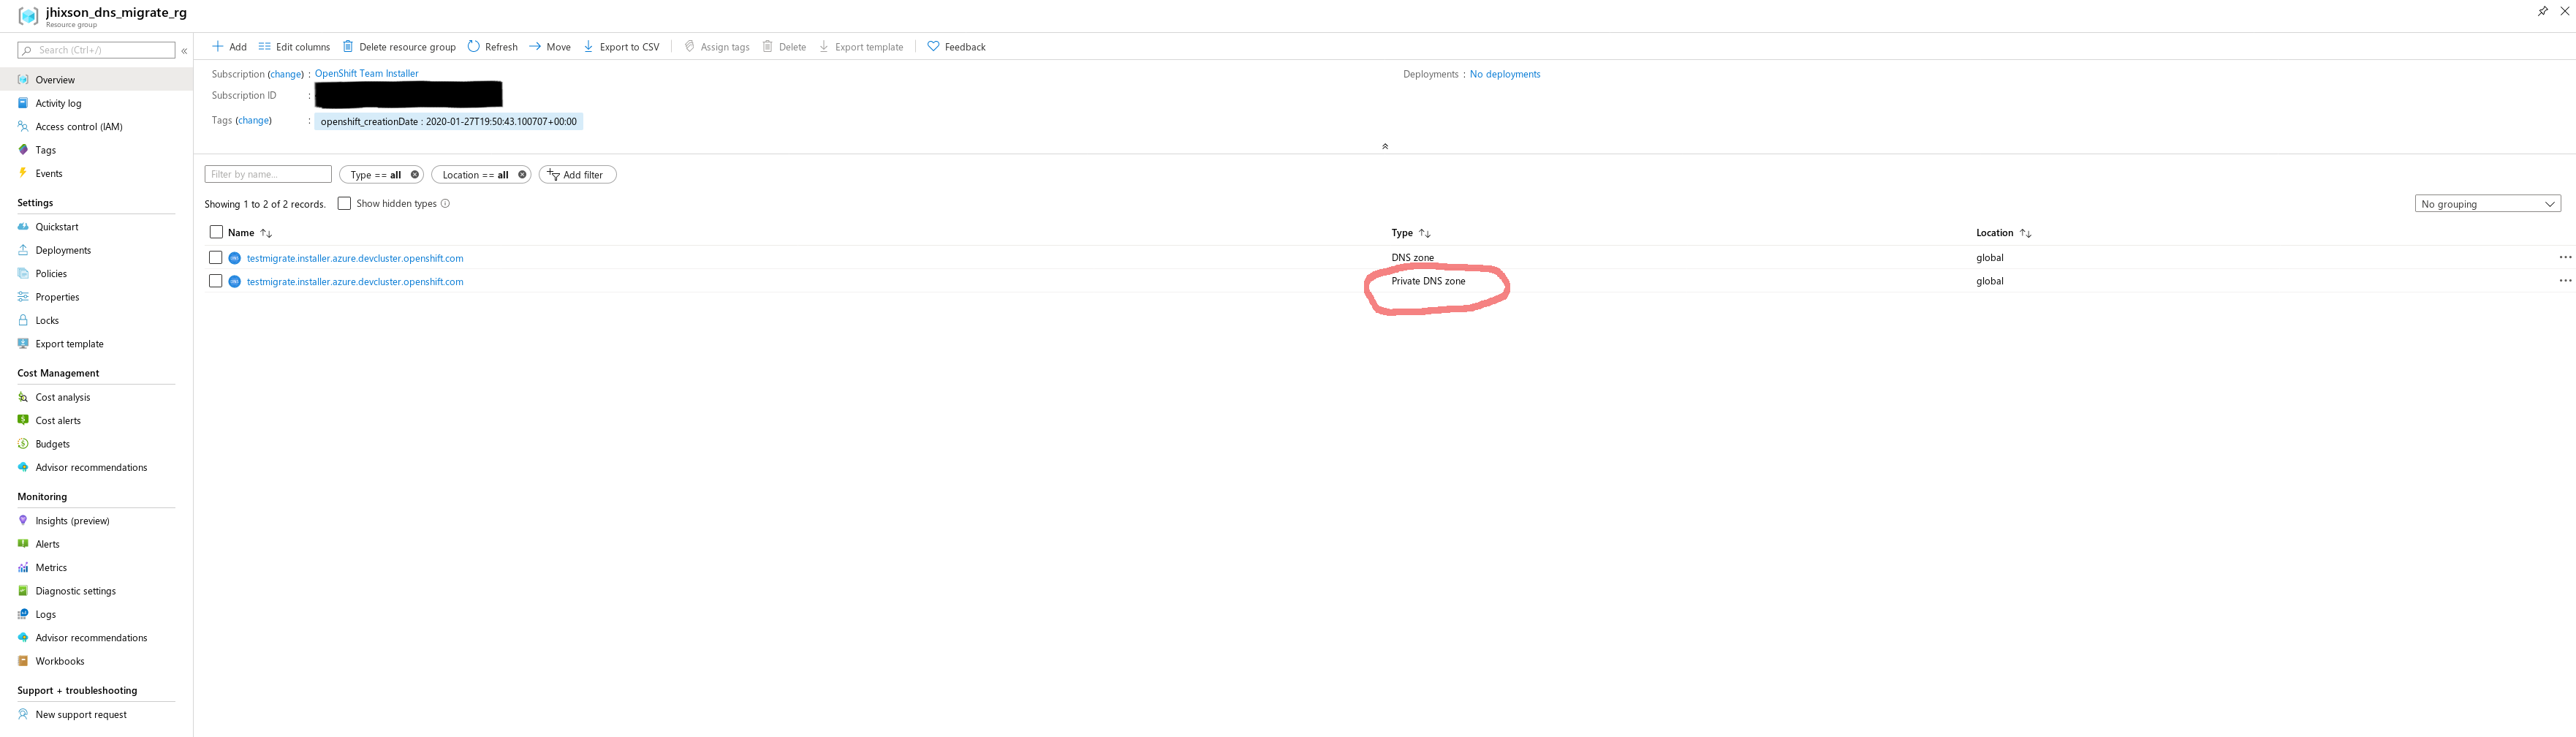 jhixson_dns_migrate_rg
Resource group
Search (Ctrl+/)
«
Overview
Activity log
Access control (IAM)
Tags
Events
Settings
Quickstart
Deployments
Policies
Properties
Locks
Export template
Cost Management
Cost analysis
Cost alerts
Budgets
Advisor recommendations
Monitoring
Insights (preview)
Alerts
Metrics
Diagnostic settings
Logs
Advisor recommendations
Workbooks
Support + troubleshooting
New support request
Add Edit columns Delete resource group Refresh Move Export to CSV Assign tags Delete Export template Feedback
Subscription (change) : OpenShift Team Installer
Subscription ID :
Tags (change) : openshift_creationDate : 2020-01-27T19:50:43.100707+00:00
Deployments : No deployments
Filter by name... Type == all Location == all Add filter
Showing 1 to 2 of 2 records. Show hidden types No grouping
Name Type Location
testmigrate.installer.azure.devcluster.openshift.com DNS zone global ...
testmigrate.installer.azure.devcluster.openshift.com Private DNS zone global ...